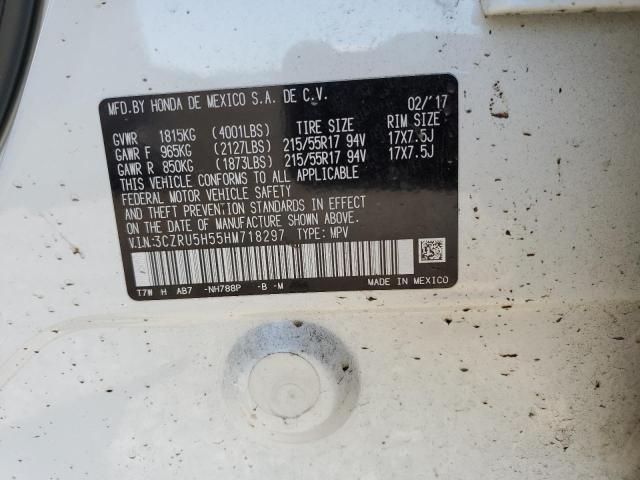 MFD.BY HONDA DE MEXICO S.A. DE C.V. 02/'17
GVWR 1815KG (4001LBS) TIRE SIZE RIM SIZE
GAWR F 965KG (2127LBS) 215/55R17 94V 17X7.5J
GAWR R 850KG (1873LBS) 215/55R17 94V 17X7.5J
THIS VEHICLE CONFORMS TO ALL APPLICABLE
FEDERAL MOTOR VEHICLE SAFETY
AND THEFT PREVENTION STANDARDS IN EFFECT
ON THE DATE OF MANUFACTURE SHOWN ABOVE.
V.I.N:3CZRU5H55HM718297 TYPE: MPV
T7W H AB7 -NH788P -B -M MADE IN MEXICO